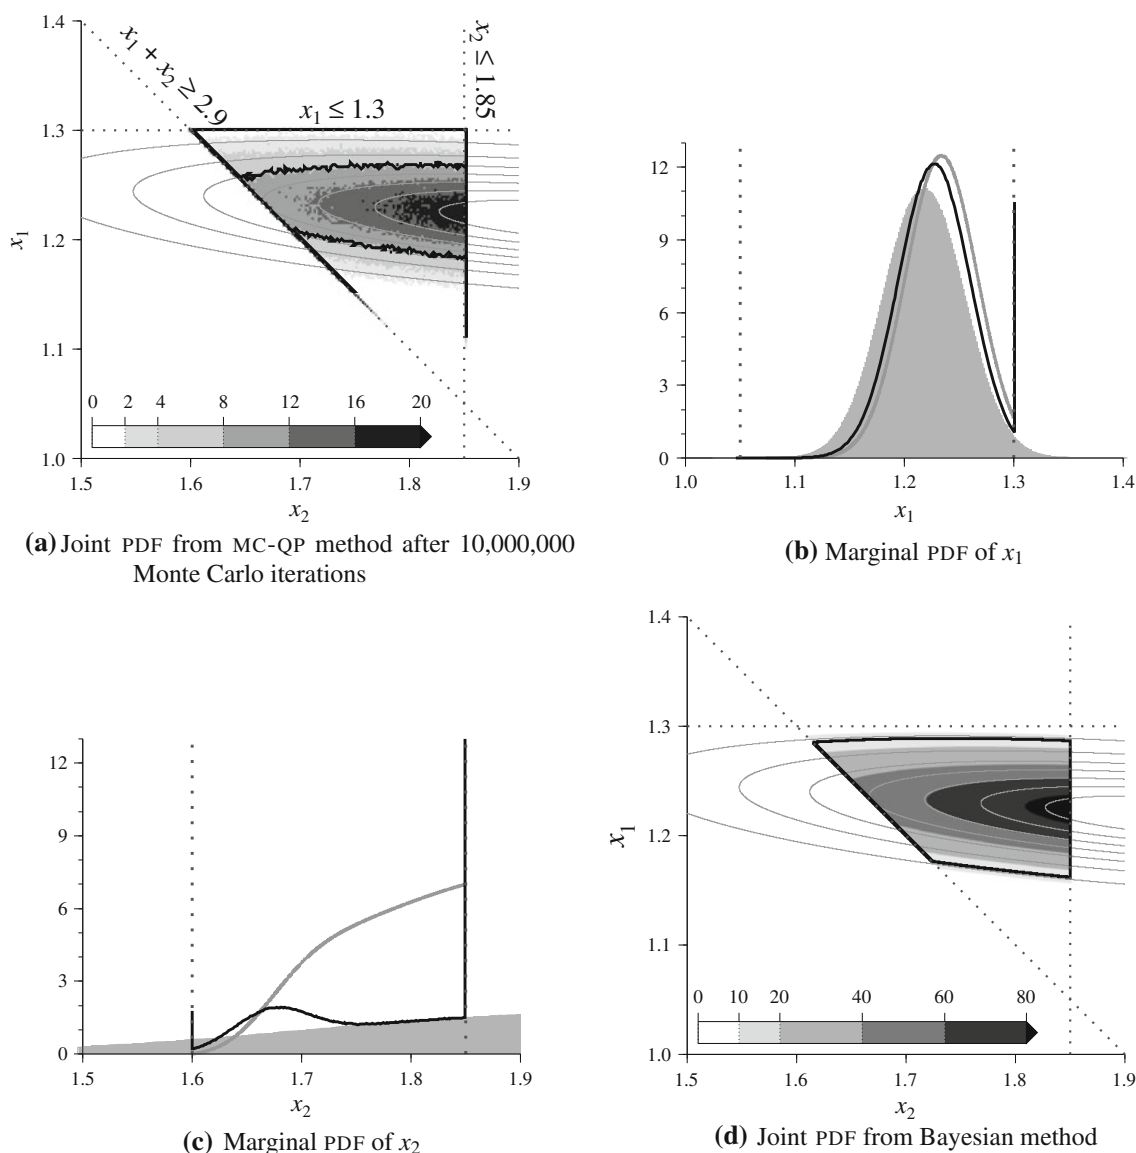 1.4
1.3
1.2
1.1
1.0
x1
x1 + x2 ≥ 2.9
x1 ≤ 1.3
x2 ≤ 1.85
0 2 4 8 12 16 20
1.5 1.6 1.7 1.8 1.9
x2
(a) Joint PDF from MC-QP method after 10,000,000
Monte Carlo iterations
12
9
6
3
0
1.0 1.1 1.2 1.3 1.4
x1
(b) Marginal PDF of x1
12
9
6
3
0
1.5 1.6 1.7 1.8 1.9
x2
(c) Marginal PDF of x2
1.4
1.3
1.2
1.1
1.0
x1
0 10 20 40 60 80
1.5 1.6 1.7 1.8 1.9
x2
(d) Joint PDF from Bayesian method